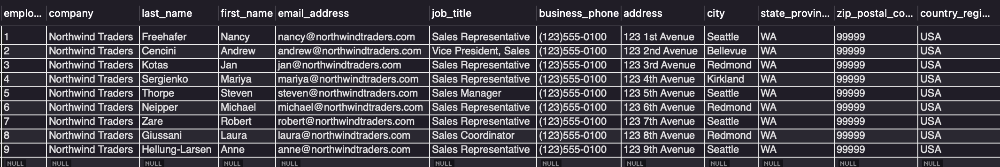 emplo... company last_name first_name email_address job_title business_phone address city state_provin... zip_postal_co... country_regi...
1 Northwind Traders Freehafer Nancy nancy@northwindtraders.com Sales Representative (123)555-0100 123 1st Avenue Seattle WA 99999 USA
2 Northwind Traders Cencini Andrew andrew@northwindtraders.com Vice President, Sales (123)555-0100 123 2nd Avenue Bellevue WA 99999 USA
3 Northwind Traders Kotas Jan jan@northwindtraders.com Sales Representative (123)555-0100 123 3rd Avenue Redmond WA 99999 USA
4 Northwind Traders Sergienko Mariya mariya@northwindtraders.com Sales Representative (123)555-0100 123 4th Avenue Kirkland WA 99999 USA
5 Northwind Traders Thorpe Steven steven@northwindtraders.com Sales Manager (123)555-0100 123 5th Avenue Seattle WA 99999 USA
6 Northwind Traders Neipper Michael michael@northwindtraders.com Sales Representative (123)555-0100 123 6th Avenue Redmond WA 99999 USA
7 Northwind Traders Zare Robert robert@northwindtraders.com Sales Representative (123)555-0100 123 7th Avenue Seattle WA 99999 USA
8 Northwind Traders Giussani Laura laura@northwindtraders.com Sales Coordinator (123)555-0100 123 8th Avenue Redmond WA 99999 USA
9 Northwind Traders Hellung-Larsen Anne anne@northwindtraders.com Sales Representative (123)555-0100 123 9th Avenue Seattle WA 99999 USA
NULL NULL NULL NULL NULL NULL NULL NULL NULL NULL NULL NULL